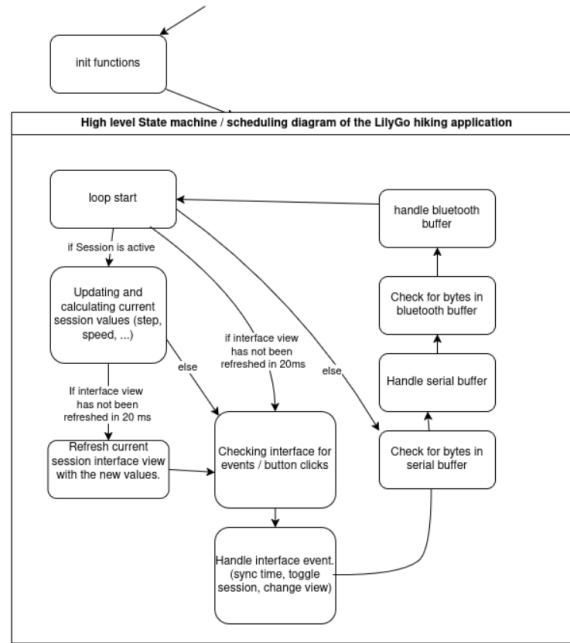 init functions
High level State machine / scheduling diagram of the LilyGo hiking application
loop start
handle bluetooth
buffer
if Session is active
Updating and
calculating current
session values (step,
speed, ...)
Check for bytes in
bluetooth buffer
if interface view
has not been
refreshed in 20ms
else
else
Handle serial buffer
If interface view
has not been
refreshed in 20 ms
Refresh current
session interface view
with the new values.
Checking interface for
events / button clicks
Check for bytes in
serial buffer
Handle interface event.
(sync time, toggle
session, change view)